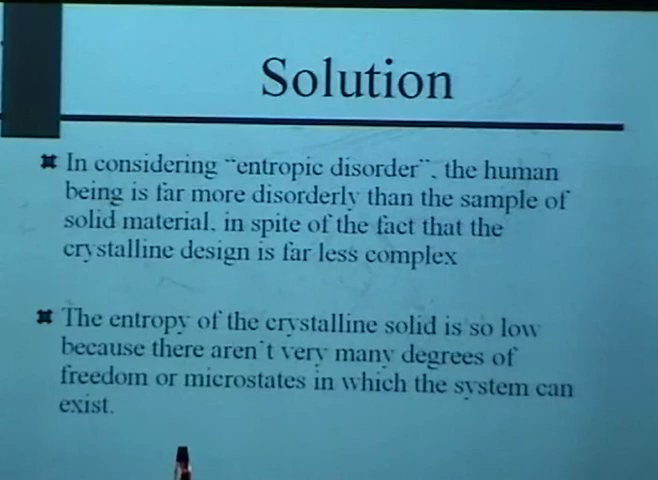 Solution
In considering "entropic disorder", the human
being is far more disorderly than the sample of
solid material, in spite of the fact that the
crystalline design is far less complex
The entropy of the crystalline solid is so low
because there aren't very many degrees of
freedom or microstates in which the system can
exist.